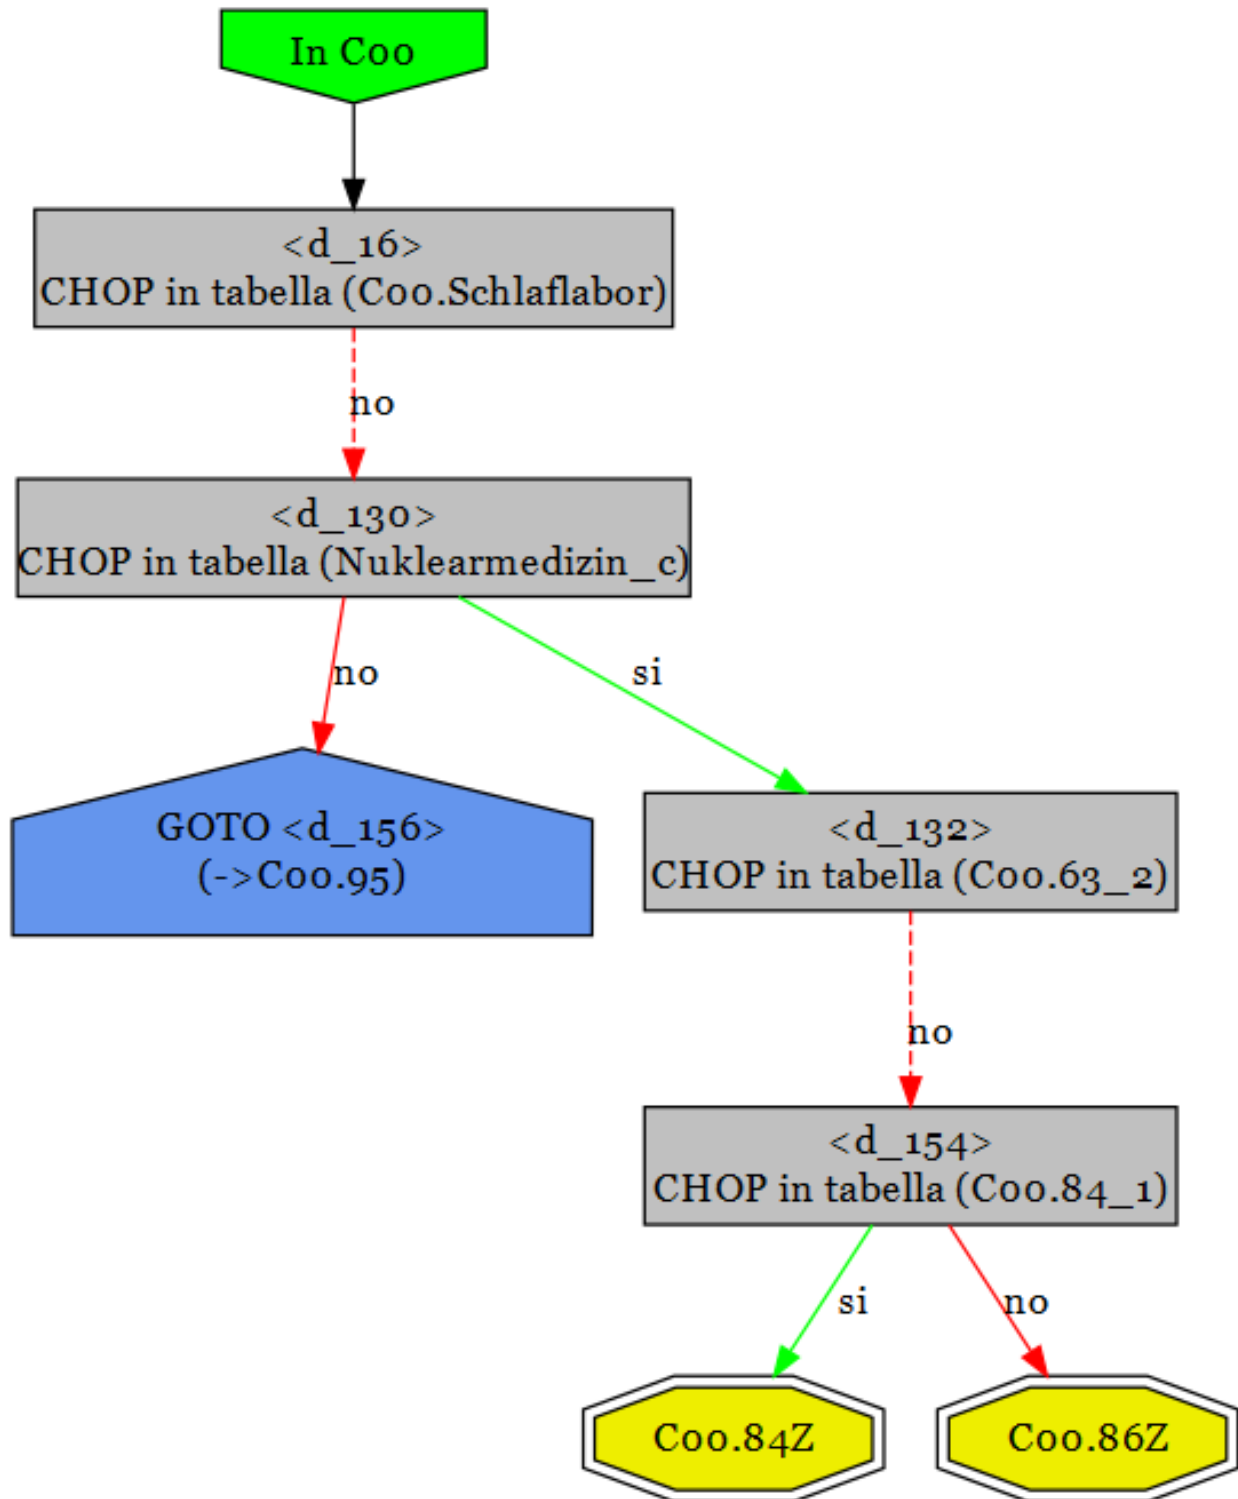 In C00
<d_16>
CHOP in tabella (C00.Schlaflabor)
no
<d_130>
CHOP in tabella (Nuklearmedizin_c)
no
si
GOTO <d_156>
(->C00.95)
<d_132>
CHOP in tabella (C00.63_2)
no
<d_154>
CHOP in tabella (C00.84_1)
si
no
C00.84Z
C00.86Z